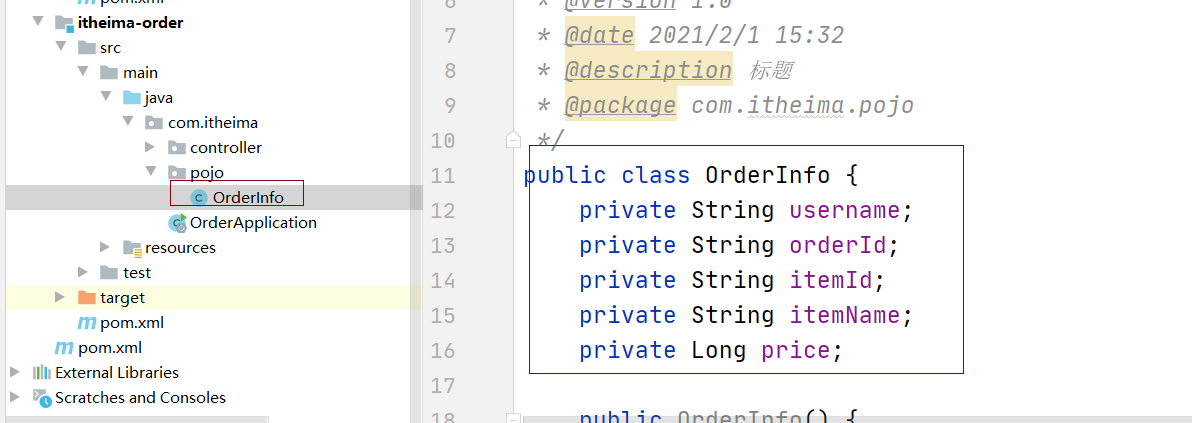 pom.xml
itheima-order
src
main
java
com.itheima
controller
pojo
OrderInfo
OrderApplication
resources
test
target
pom.xml
pom.xml
External Libraries
Scratches and Consoles
6 * @version 1.0
7 * @date 2021/2/1 15:32
8 * @description 标题
9 * @package com.itheima.pojo
10 */
11 public class OrderInfo {
12 private String username;
13 private String orderId;
14 private String itemId;
15 private String itemName;
16 private Long price;
17
18 public OrderInfo() {